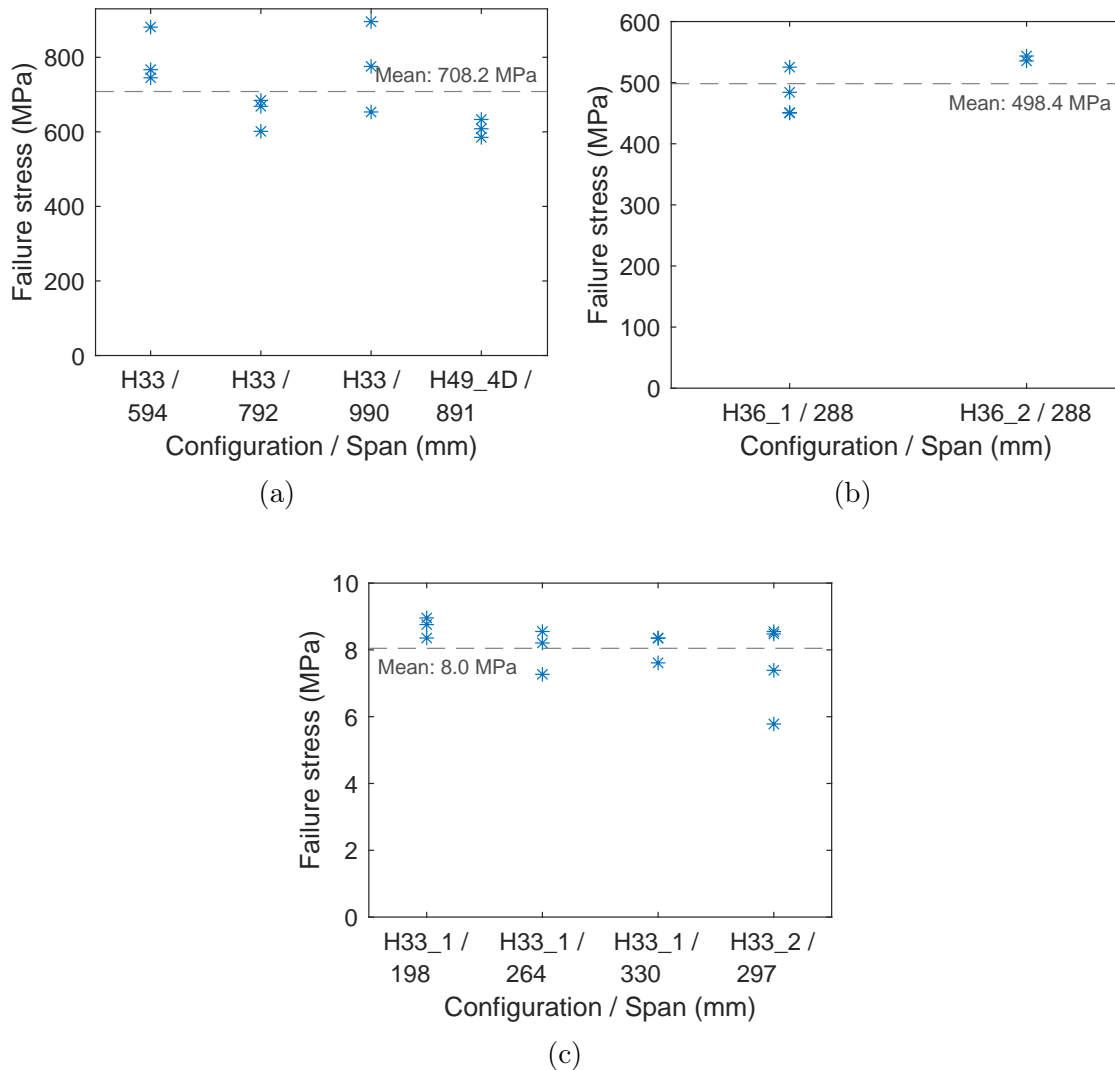 800
600
400
200
0
Failure stress (MPa)
Mean: 708.2 MPa
H33 / H33 / H33 / H49_4D /
594 792 990 891
Configuration / Span (mm)
(a)
600
500
400
300
200
100
0
Failure stress (MPa)
Mean: 498.4 MPa
H36_1 / 288 H36_2 / 288
Configuration / Span (mm)
(b)
10
8
6
4
2
0
Failure stress (MPa)
Mean: 8.0 MPa
H33_1 / H33_1 / H33_1 / H33_2 /
198 264 330 297
Configuration / Span (mm)
(c)